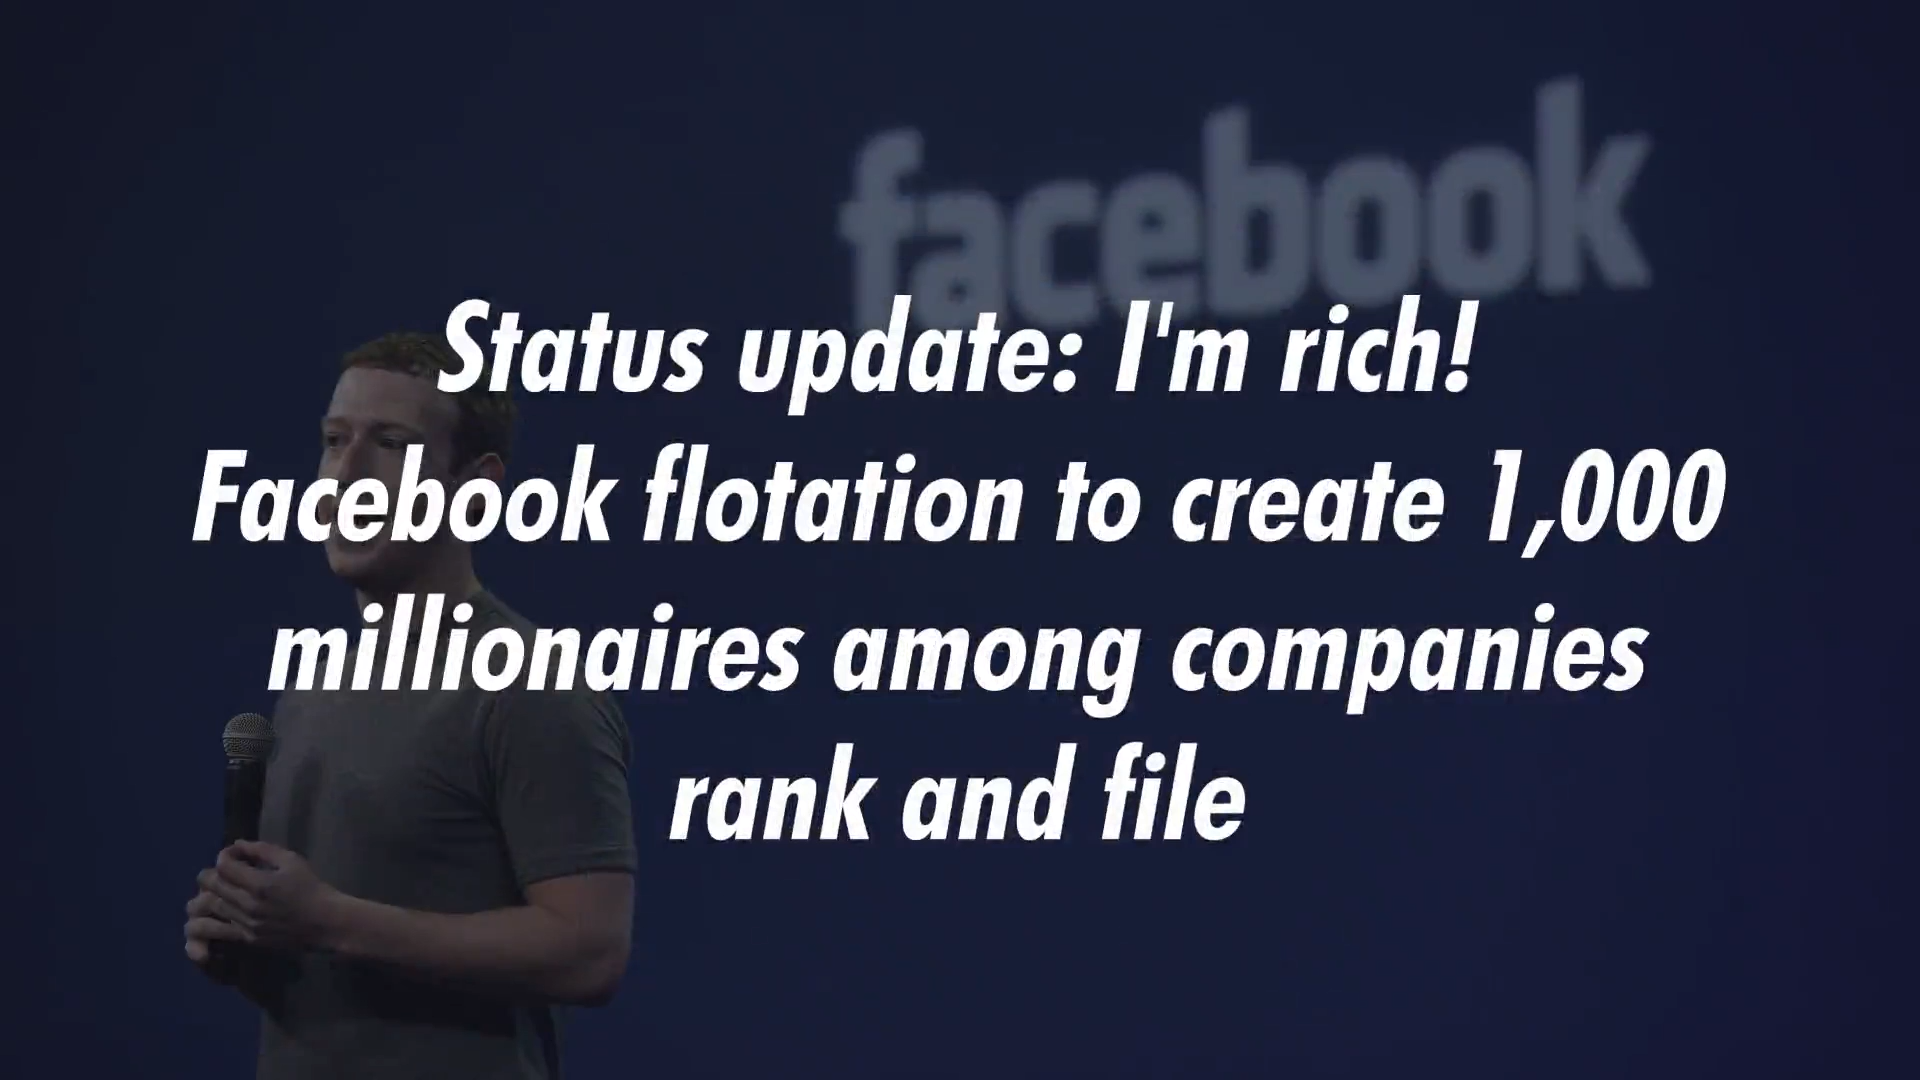 facebook
Status update: I'm rich!
Facebook flotation to create 1,000
millionaires among companies
rank and file